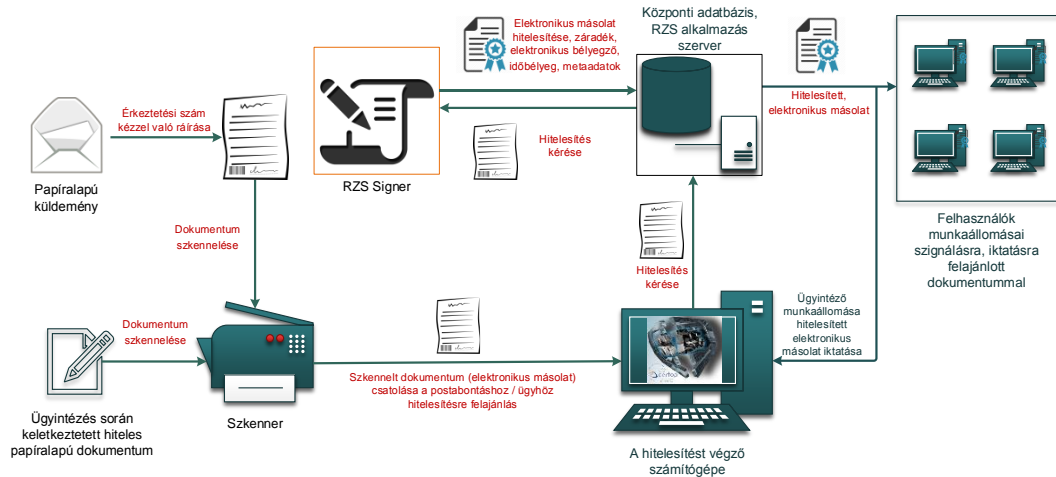 Elektronikus másolat
hitelesítése, záradék,
elektronikus bélyegző,
időbélyeg, metaadatok
Központi adatbázis,
RZS alkalmazás
szerver
Érkeztetési szám
kézzel való ráírása
Hitelesítés
kérése
Hitelesített,
elektronikus másolat
Papíralapú
küldemény
RZS Signer
Dokumentum
szkennelése
Hitelesítés
kérése
Felhasználók
munkaállomásai
szignálásra, iktatásra
felajánlott
dokumentummal
Dokumentum
szkennelése
Szkennelt dokumentum (elektronikus másolat)
csatolása a postabontáshoz / ügyhöz
hitelesítésre felajánlás
Ügyintéző
munkaállomása
hitelesített
elektronikus
másolat iktatása
Ügyintézés során
keletkeztetett hiteles
papíralapú dokumentum
Szkenner
A hitelesítést végző
számítógépe